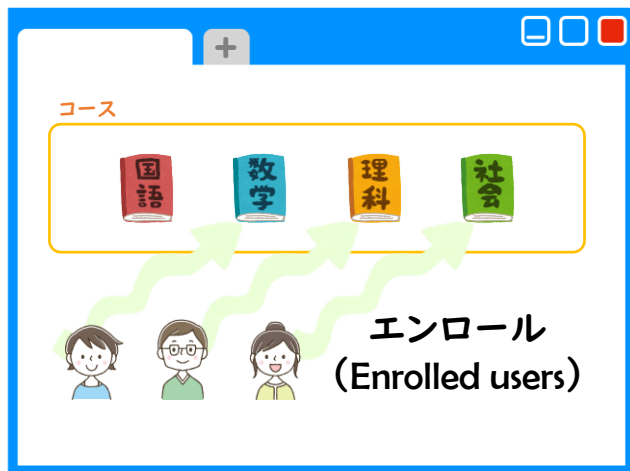 コース
国語
数学
理科
社会
エンロール
（Enrolled users）